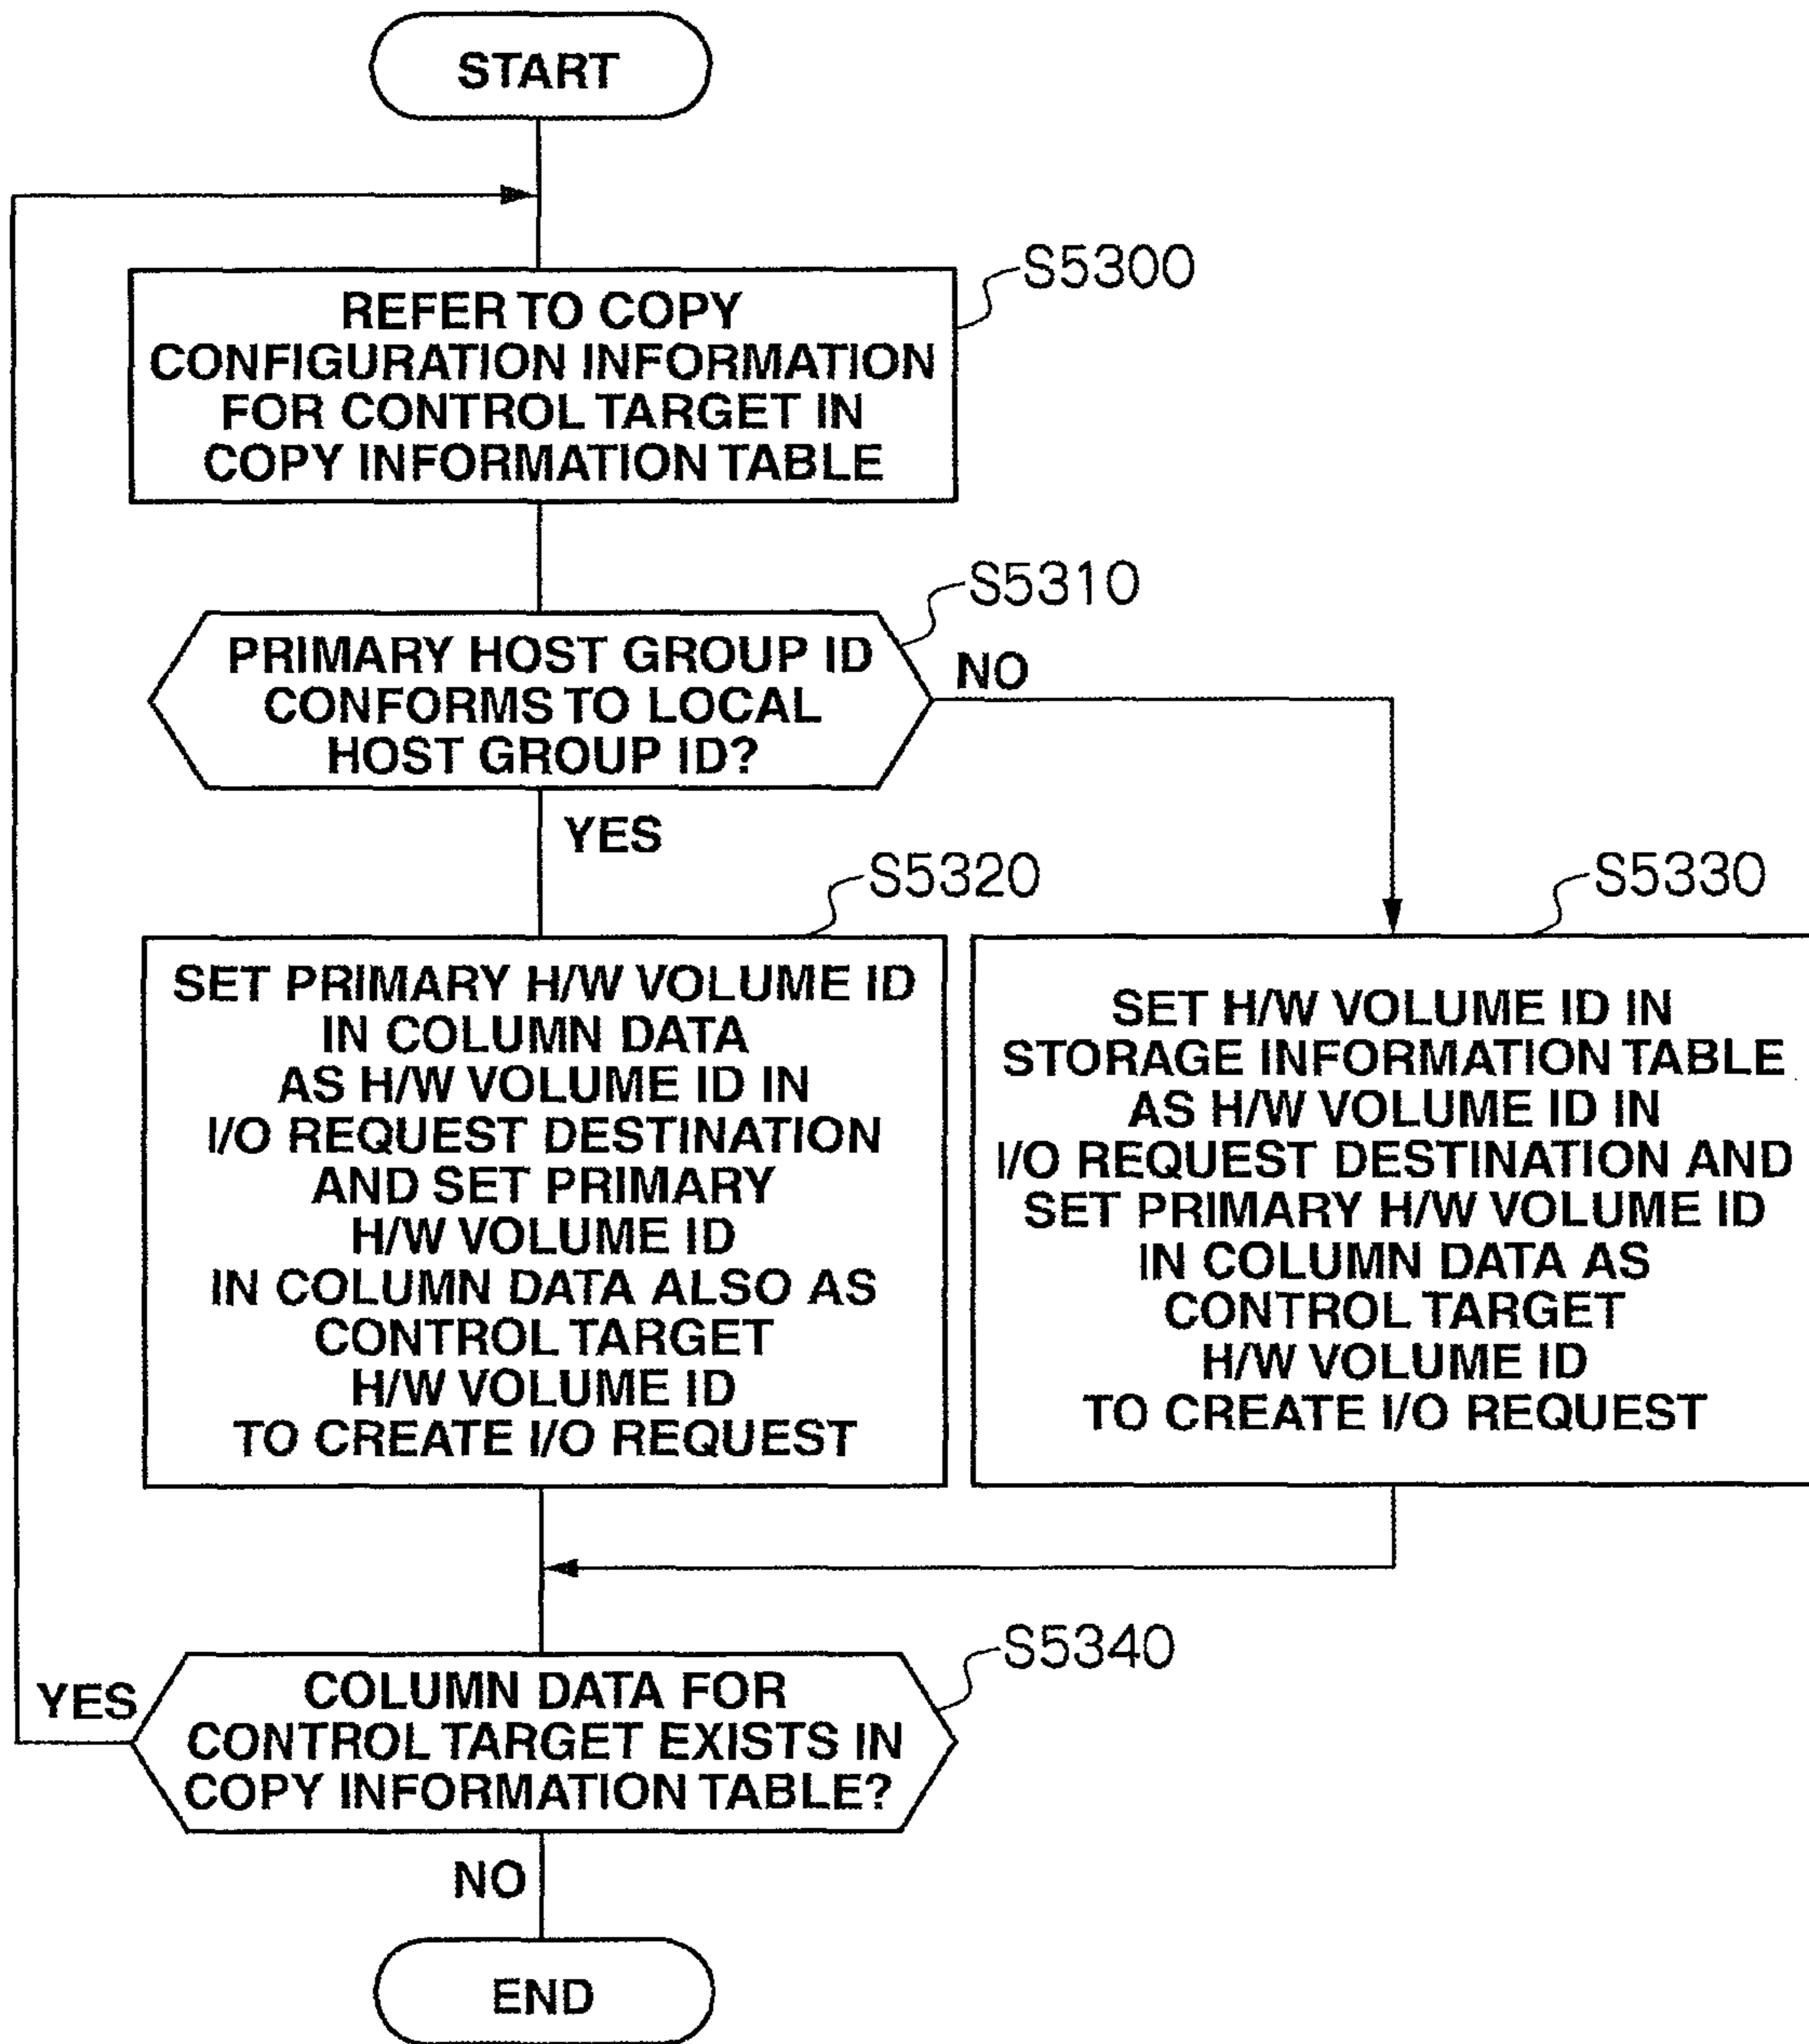 START
S5300
REFER TO COPY
CONFIGURATION INFORMATION
FOR CONTROL TARGET IN
COPY INFORMATION TABLE
S5310
PRIMARY HOST GROUP ID
CONFORMS TO LOCAL
HOST GROUP ID?
NO
YES
S5320
SET PRIMARY H/W VOLUME ID
IN COLUMN DATA
AS H/W VOLUME ID IN
I/O REQUEST DESTINATION
AND SET PRIMARY
H/W VOLUME ID
IN COLUMN DATA ALSO AS
CONTROL TARGET
H/W VOLUME ID
TO CREATE I/O REQUEST
S5330
SET H/W VOLUME ID IN
STORAGE INFORMATION TABLE
AS H/W VOLUME ID IN
I/O REQUEST DESTINATION AND
SET PRIMARY H/W VOLUME ID
IN COLUMN DATA AS
CONTROL TARGET
H/W VOLUME ID
TO CREATE I/O REQUEST
S5340
YES
COLUMN DATA FOR
CONTROL TARGET EXISTS IN
COPY INFORMATION TABLE?
NO
END